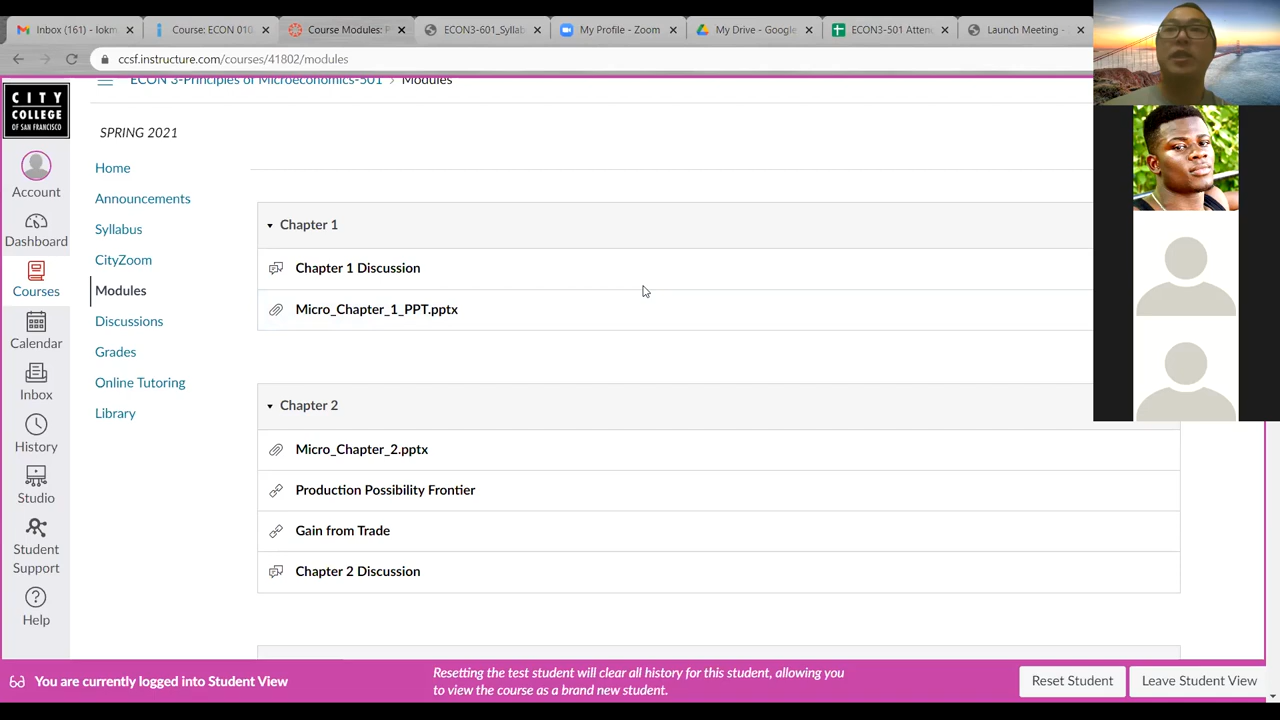 Inbox (161) - lokm
Course: ECON 010
Course Modules: P
ECON3-601 Syllab
My Profile - Zoom
My Drive - Google
ECON3-501 Atten
Launch Meeting -
ccsf.instructure.com/courses/41802/modules
ECON 3-Principles of Microeconomics-501 > Modules
CITY
COLLEGE
OF SAN FRANCISCO
Account
Dashboard
Courses
Calendar
Inbox
History
Studio
Student
Support
Help
SPRING 2021
Home
Announcements
Syllabus
CityZoom
Modules
Discussions
Grades
Online Tutoring
Library
Chapter 1
Chapter 1 Discussion
Micro_Chapter_1_PPT.pptx
Chapter 2
Micro_Chapter_2.pptx
Production Possibility Frontier
Gain from Trade
Chapter 2 Discussion
You are currently logged into Student View
Resetting the test student will clear all history for this student, allowing you
to view the course as a brand new student.
Reset Student
Leave Student View